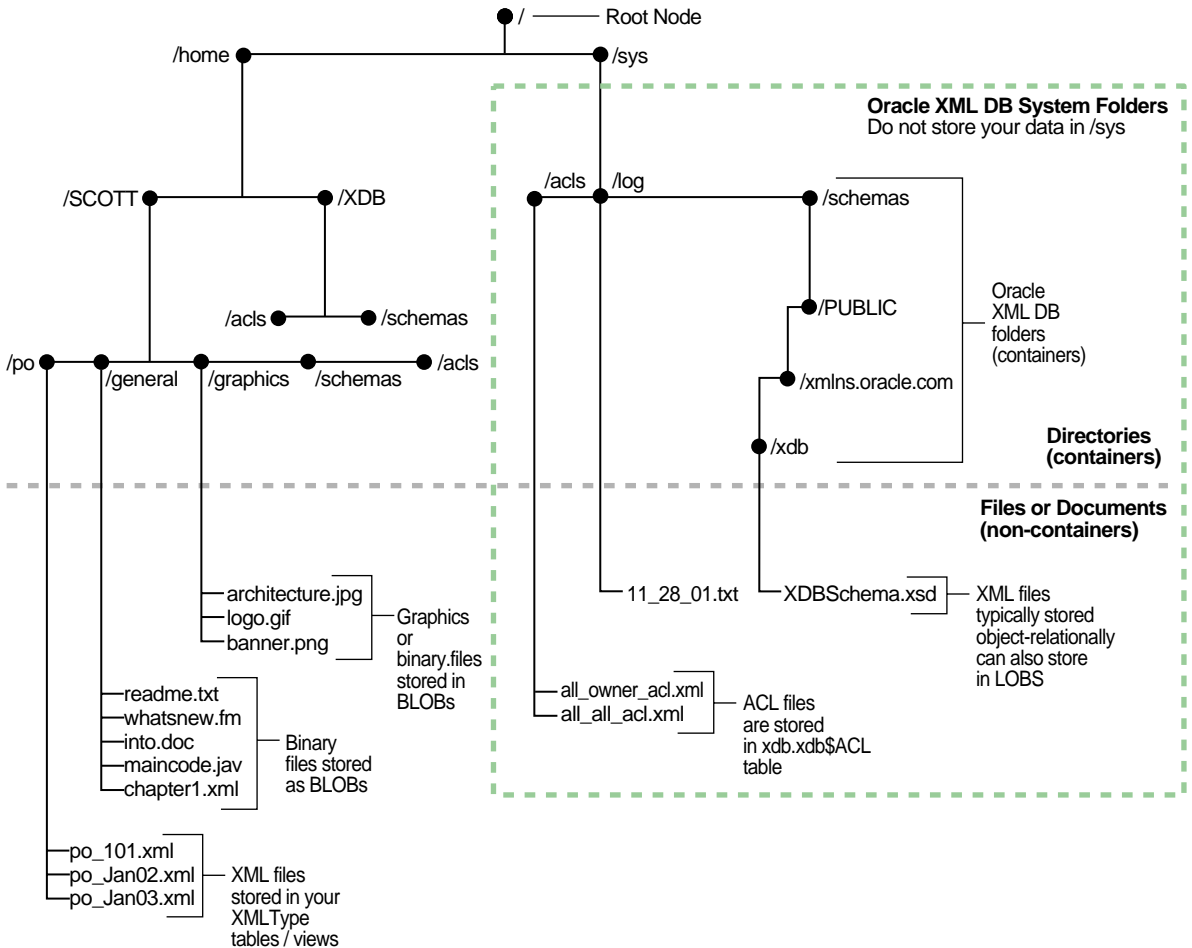 /
Root Node
/home
/sys
Oracle XML DB System Folders
Do not store your data in /sys
/SCOTT
/XDB
/acls
/log
/schemas
/acls
/schemas
/PUBLIC
Oracle
XML DB
folders
(containers)
/po
/general
/graphics
/schemas
/acls
/xmlns.oracle.com
/xdb
Directories
(containers)
Files or Documents
(non-containers)
architecture.jpg
logo.gif
banner.png
Graphics
or
binary.files
stored in
BLOBs
11_28_01.txt
XDBSchema.xsd
XML files
typically stored
object-relationally
can also store
in LOBS
readme.txt
whatsnew.fm
into.doc
maincode.jav
chapter1.xml
Binary
files stored
as BLOBs
all_owner_acl.xml
all_all_acl.xml
ACL files
are stored
in xdb.xdb$ACL
table
po_101.xml
po_Jan02.xml
po_Jan03.xml
XML files
stored in your
XMLType
tables / views